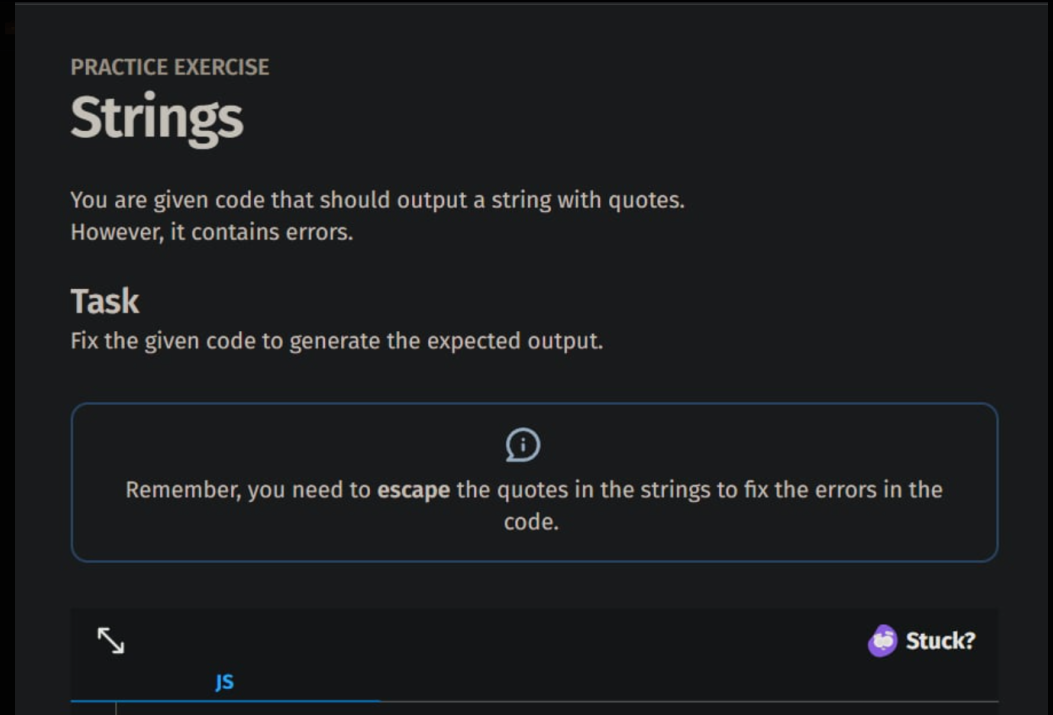 PRACTICE EXERCISE
Strings
You are given code that should output a string with quotes.
However, it contains errors.
Task
Fix the given code to generate the expected output.
Remember, you need to escape the quotes in the strings to fix the errors in the
code.
Stuck?
JS